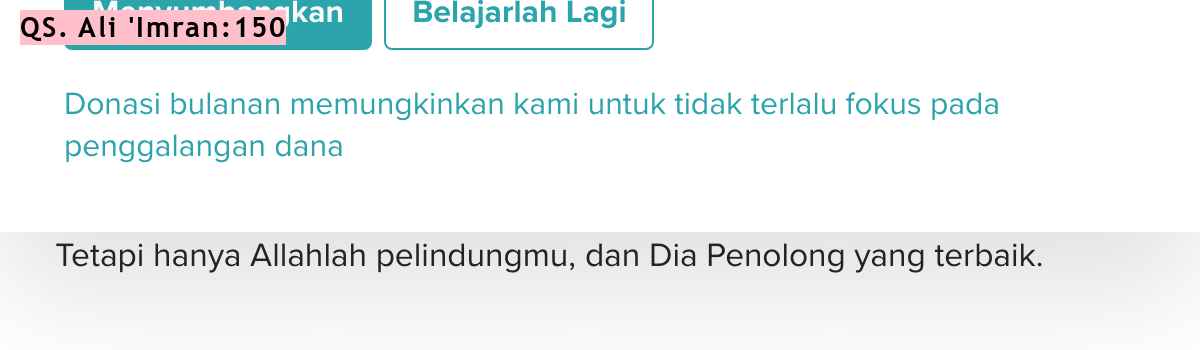 Menyumbangkan Belajarlah Lagi
QS. Ali 'Imran:150
Donasi bulanan memungkinkan kami untuk tidak terlalu fokus pada
penggalangan dana
Tetapi hanya Allahlah pelindungmu, dan Dia Penolong yang terbaik.